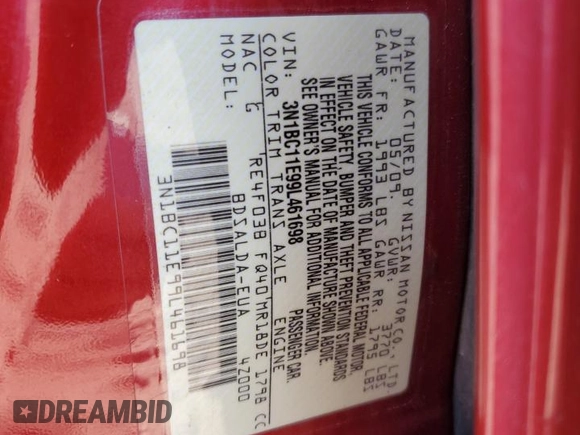 MANUFACTURED BY NISSAN MOTOR CO., LTD.
DATE: 05/09. GVWR: 3770 LBS
GAWR FR: 1993 LBS GAWR RR: 1795 LBS
THIS VEHICLE CONFORMS TO ALL APPLICABLE FEDERAL MOTOR
VEHICLE SAFETY, BUMPER AND THEFT PREVENTION STANDARDS
IN EFFECT ON THE DATE OF MANUFACTURE SHOWN ABOVE.
SEE OWNER'S MANUAL FOR ADDITIONAL INFORMATION.
VIN: 3N1BC11E99L461698 PASSENGER CAR.
COLOR TRIM TRANS AXLE ENGINE
NAC G RE4F03B FQ40 MR18DE 1798 CC
MODEL: BDSALDA-EUA 4Z000
3N1BC11E99L461698
DREAMBID